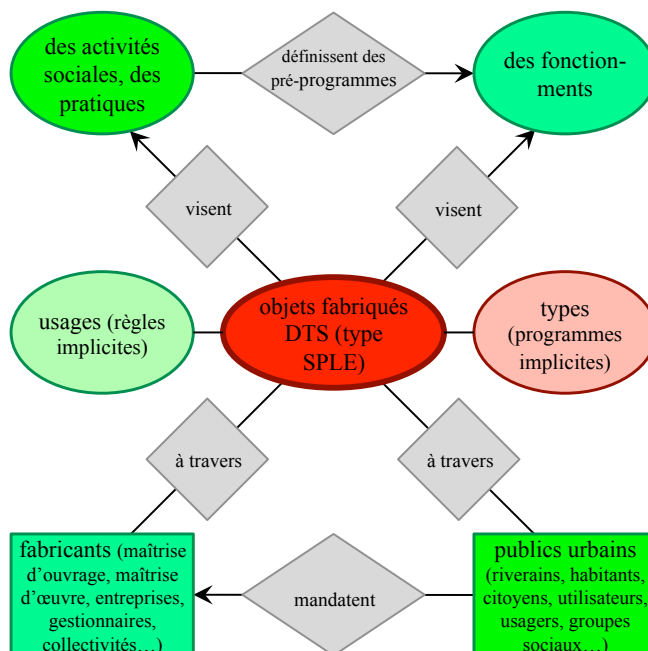 des activités
sociales, des
pratiques
définissent des
pré-programmes
des fonction-
nements
visent
visent
usages (règles
implicites)
objets fabriqués
DTS (type
SPLE)
types
(programmes
implicites)
à travers
à travers
fabricants (maîtrise
d’ouvrage, maîtrise
d’œuvre, entreprises,
gestionnaires,
collectivités…)
mandatent
publics urbains
(riverains, habitants,
citoyens, utilisateurs,
usagers, groupes
sociaux…)